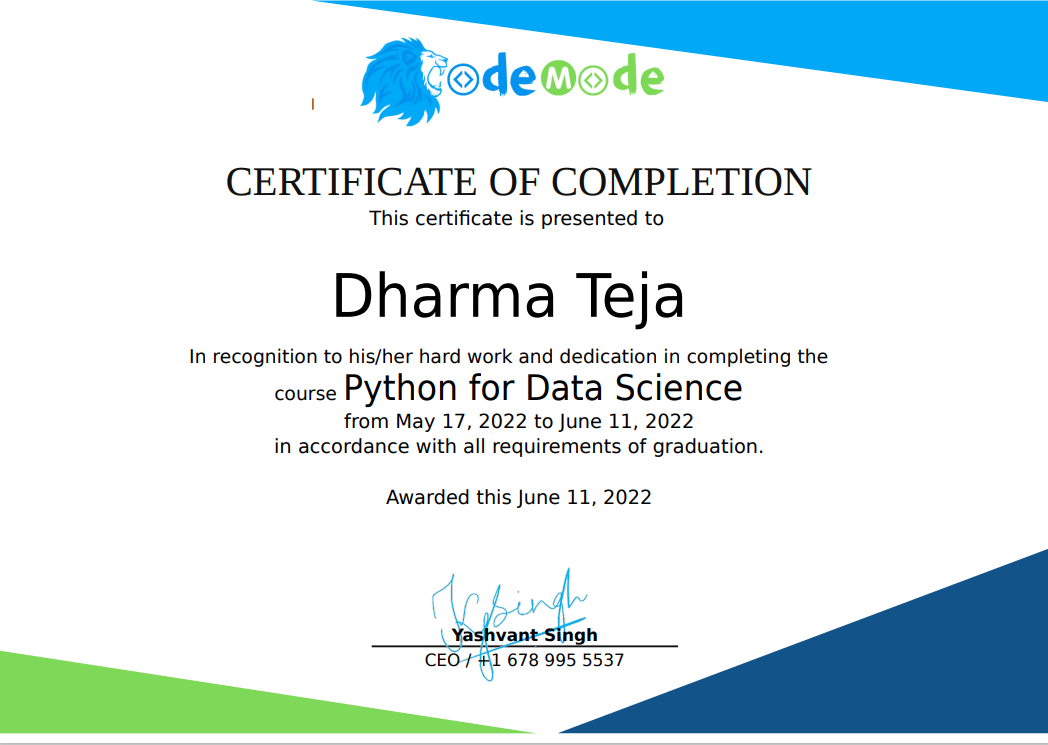 CodeMode
CERTIFICATE OF COMPLETION
This certificate is presented to
Dharma Teja
In recognition to his/her hard work and dedication in completing the
course Python for Data Science
from May 17, 2022 to June 11, 2022
in accordance with all requirements of graduation.
Awarded this June 11, 2022
Yashvant Singh
CEO / +1 678 995 5537